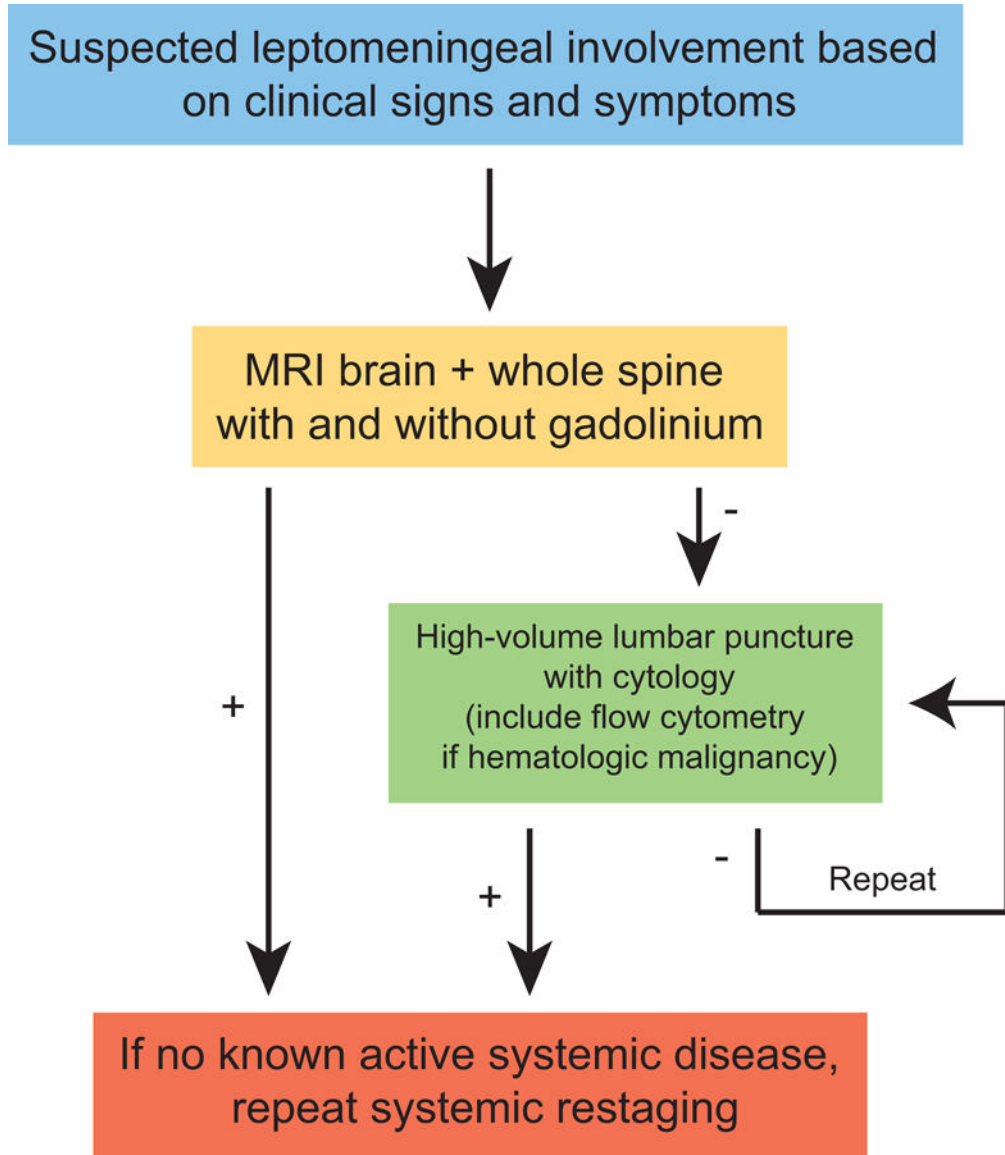 Suspected leptomeningeal involvement based
on clinical signs and symptoms
MRI brain + whole spine
with and without gadolinium
-
High-volume lumbar puncture
with cytology
(include flow cytometry
if hematologic malignancy)
+
-
+
Repeat
If no known active systemic disease,
repeat systemic restaging